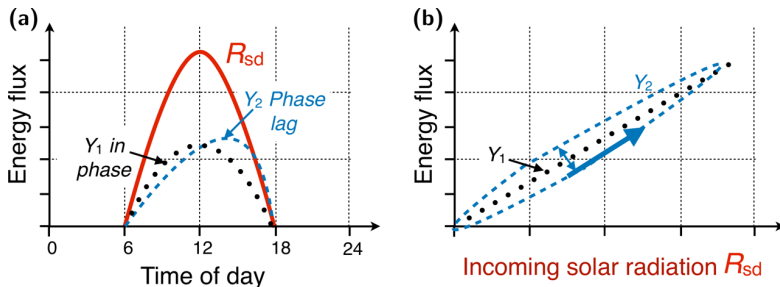 (a)
Energy flux
R_sd
Y_2 Phase
lag
Y_1 in
phase
0 6 12 18 24
Time of day
(b)
Energy flux
Y_2
Y_1
Incoming solar radiation R_sd